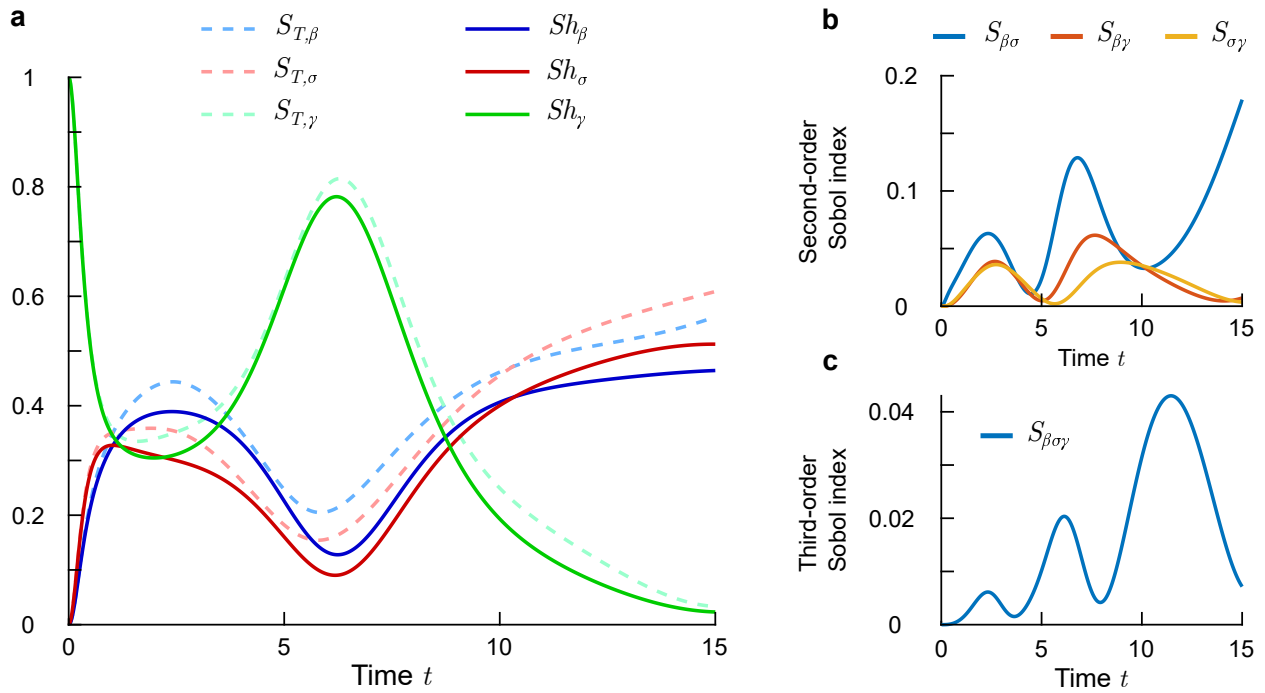 a
S_{T,β} Sh_β
S_{T,σ} Sh_σ
S_{T,γ} Sh_γ
1
0.8
0.6
0.4
0.2
0
0 5 10 15
Time t
b
S_{βσ} S_{βγ} S_{σγ}
0.2
0.1
0
Second-order
Sobol index
0 5 10 15
Time t
c
S_{βσγ}
0.04
0.02
0
Third-order
Sobol index
0 5 10 15
Time t